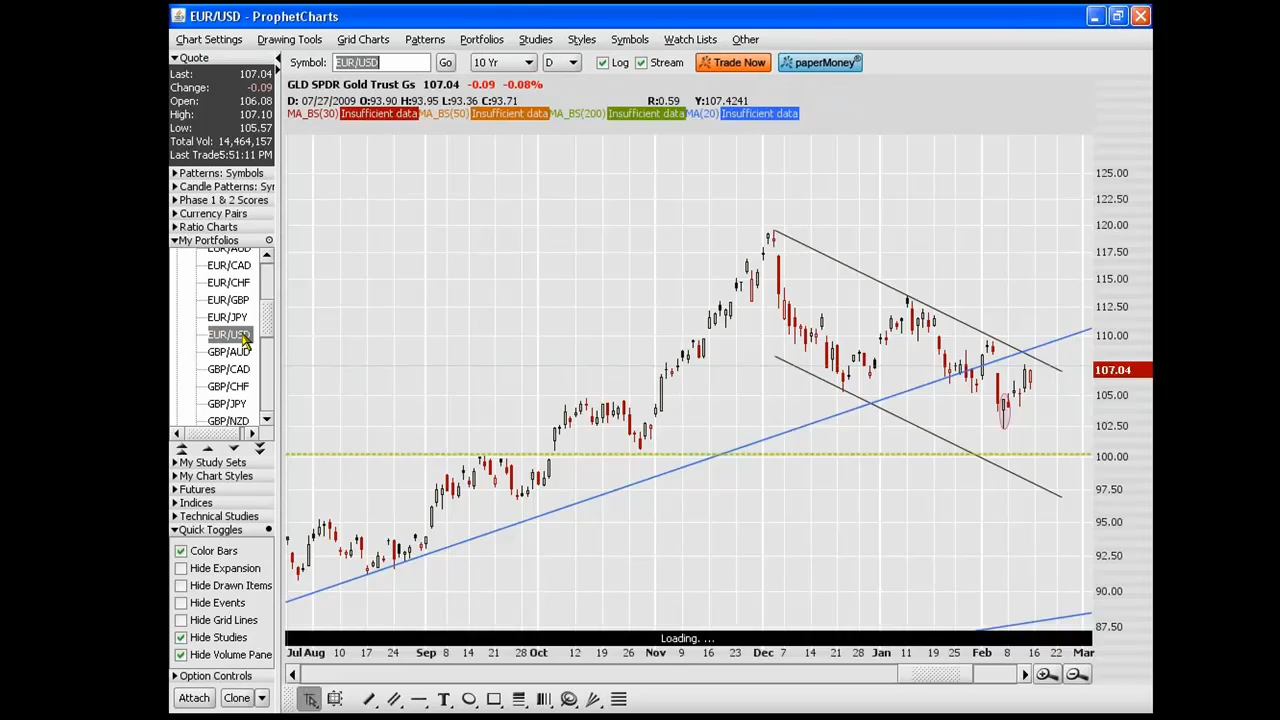 EUR/USD - ProphetCharts
Chart Settings Drawing Tools Grid Charts Patterns Portfolios Studies Styles Symbols Watch Lists Other
Quote
Last: 107.04
Change: -0.09
Open: 106.08
High: 107.10
Low: 105.57
Total Vol: 14,464,157
Last Trade5:51:11 PM
Patterns: Symbols
Candle Patterns: Syr
Phase 1 & 2 Scores
Currency Pairs
Ratio Charts
My Portfolios
EUR/AUD
EUR/CAD
EUR/CHF
EUR/GBP
EUR/JPY
EUR/USD
GBP/AUD
GBP/CAD
GBP/CHF
GBP/JPY
GBP/NZD
My Study Sets
My Chart Styles
Futures
Indices
Technical Studies
Quick Toggles
Color Bars
Hide Expansion
Hide Drawn Items
Hide Events
Hide Grid Lines
Hide Studies
Hide Volume Pane
Option Controls
Attach Clone
Symbol: EUR/USD Go 10 Yr D Log Stream Trade Now paperMoney®
GLD SPDR Gold Trust Gs 107.04 -0.09 -0.08%
D: 07/27/2009 O:93.90 H:93.95 L:93.36 C:93.71 R:0.59 Y:107.4241
MA_BS(30) Insufficient data MA_BS(50) Insufficient data MA_BS(200) Insufficient data MA(20) Insufficient data
125.00
122.50
120.00
117.50
115.00
112.50
110.00
107.04
105.00
102.50
100.00
97.50
95.00
92.50
90.00
87.50
Loading. ...
Jul Aug 10 17 24 Sep 8 14 21 Oct 12 19 26 Nov 9 16 23 Dec 7 14 21 Jan 11 19 25 Feb 8 16 22 Mar